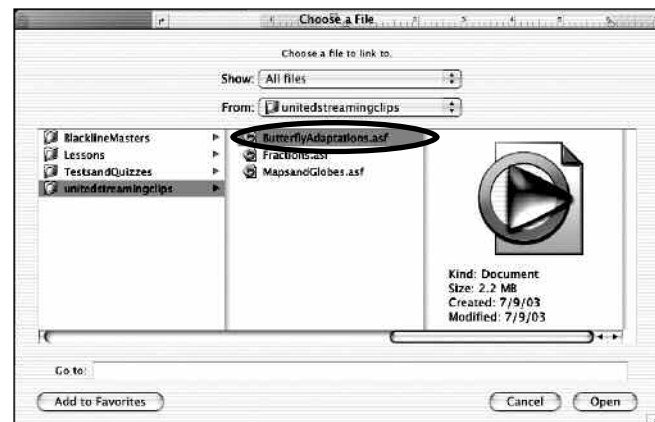 Choose a File
Choose a file to link to.
Show: All files
From: unitedstreamingclips
BlacklineMasters
Lessons
TestsandQuizzes
unitedstreamingclips
ButterflyAdaptations.asf
Fractions.asf
MapsandGlobes.asf
Kind: Document
Size: 2.2 MB
Created: 7/9/03
Modified: 7/9/03
Go to:
Add to Favorites
Cancel
Open